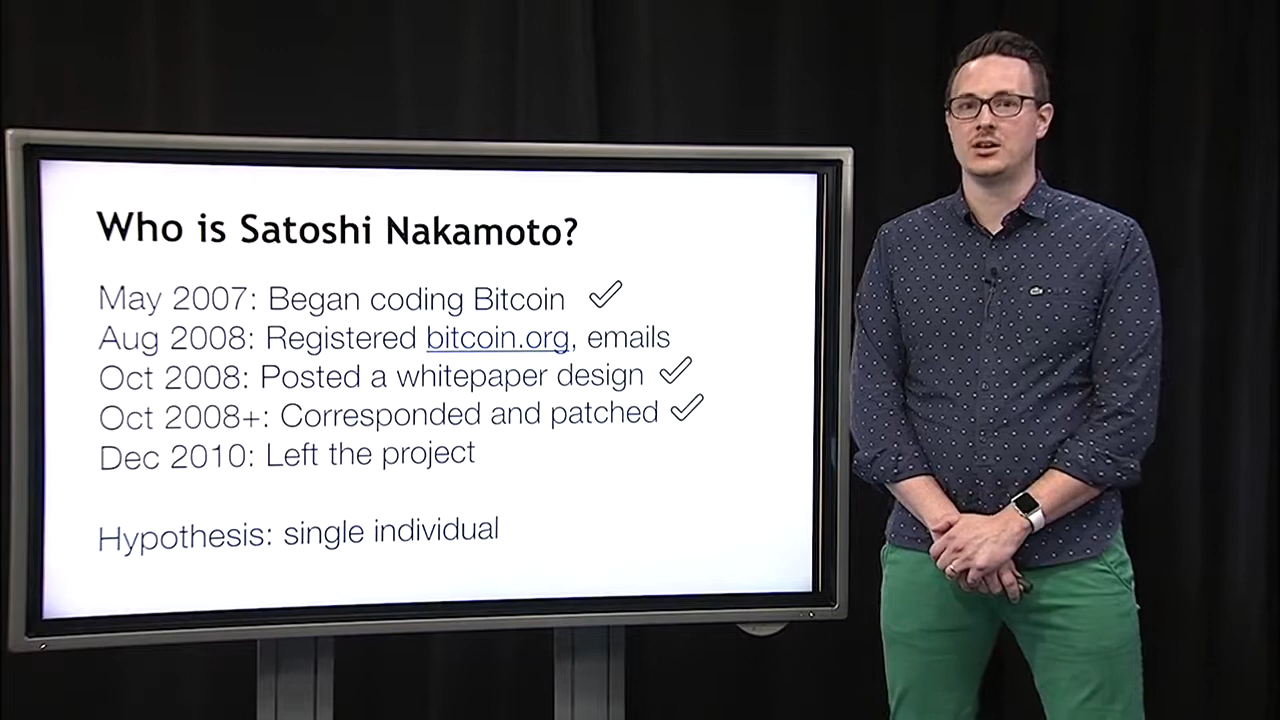 Who is Satoshi Nakamoto?
May 2007: Began coding Bitcoin ✓
Aug 2008: Registered bitcoin.org, emails
Oct 2008: Posted a whitepaper design ✓
Oct 2008+: Corresponded and patched ✓
Dec 2010: Left the project
Hypothesis: single individual